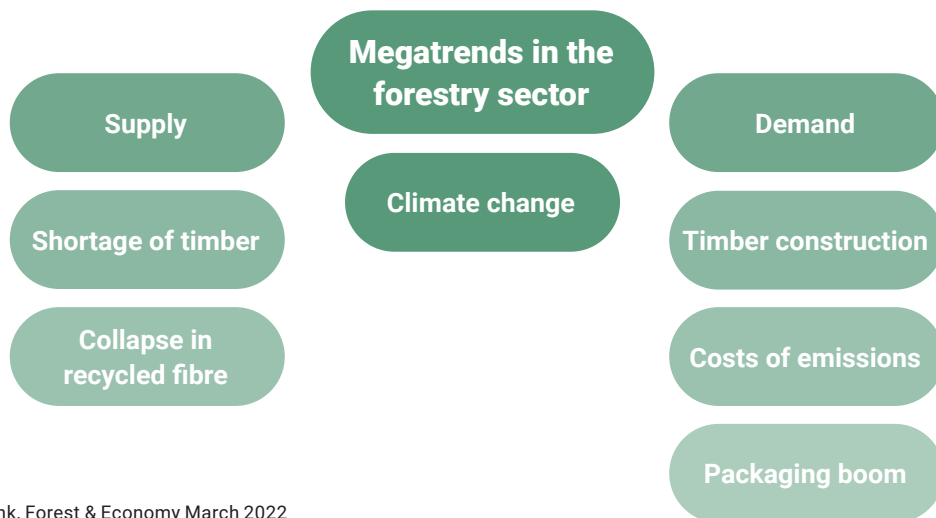 Megatrends in the
forestry sector
Supply
Demand
Climate change
Shortage of timber
Timber construction
Collapse in
recycled fibre
Costs of emissions
Packaging boom
Forest & Economy March 2022